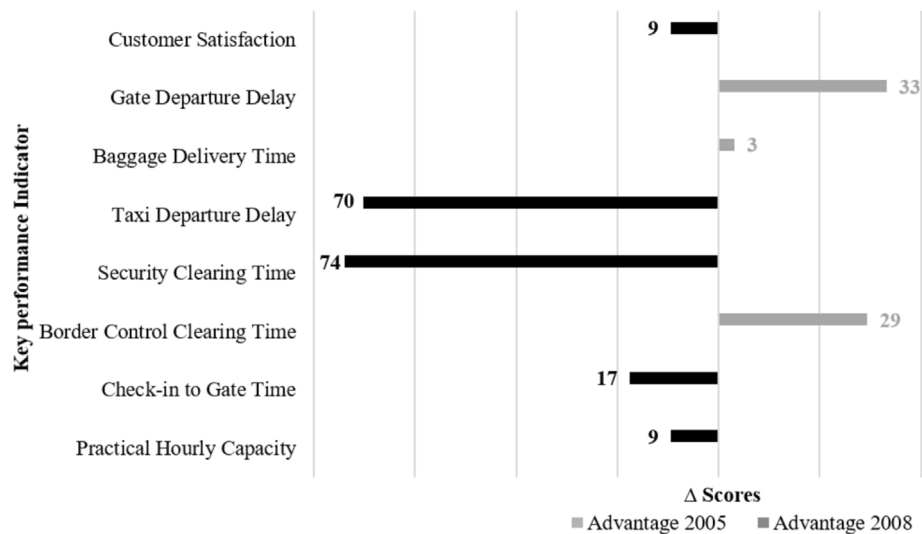 Key performance Indicator
Customer Satisfaction
9
Gate Departure Delay
33
Baggage Delivery Time
3
Taxi Departure Delay
70
Security Clearing Time
74
Border Control Clearing Time
29
Check-in to Gate Time
17
Practical Hourly Capacity
9
Δ Scores
Advantage 2005
Advantage 2008